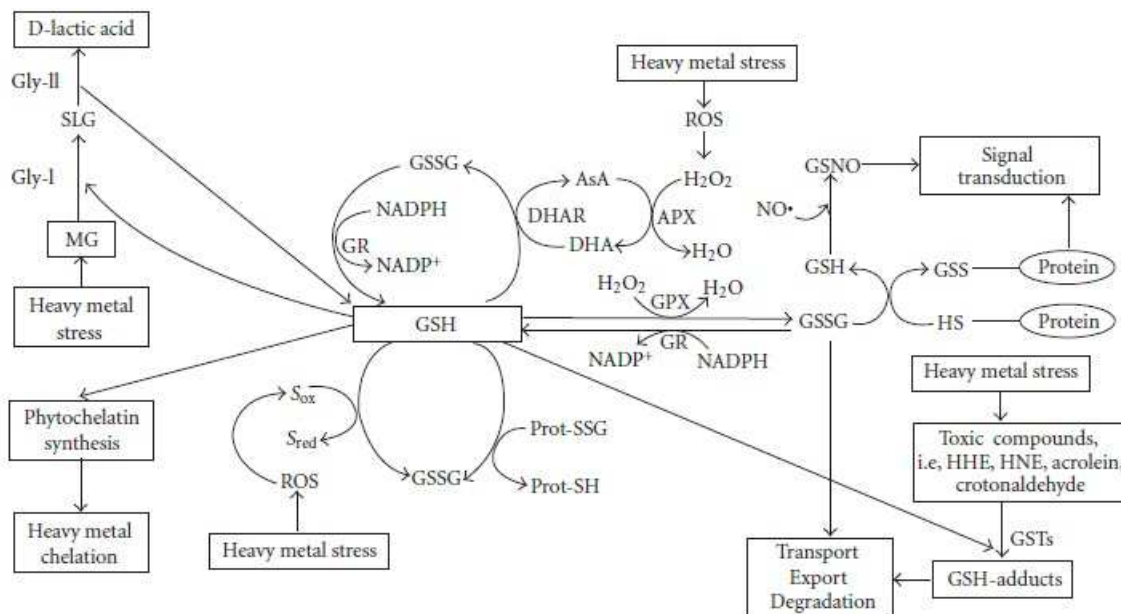 D-lactic acid
Gly-II
SLG
Gly-I
MG
Heavy metal
stress
Heavy metal stress
ROS
H2O2
AsA
APX
DHAR
DHA
H2O
GSSG
NADPH
GR
NADP+
GSH
H2O2
GPX
H2O
GR
NADP+
NADPH
GSSG
GSNO
Signal
transduction
NO•
GSH
GSS
Protein
HS
Protein
Phytochelatin
synthesis
Heavy metal
chelation
Sox
Sred
ROS
Heavy metal stress
GSSG
Prot-SSG
Prot-SH
Heavy metal stress
Toxic compounds,
i.e, HHE, HNE, acrolein,
crotonaldehyde
GSTs
GSH-adducts
Transport
Export
Degradation